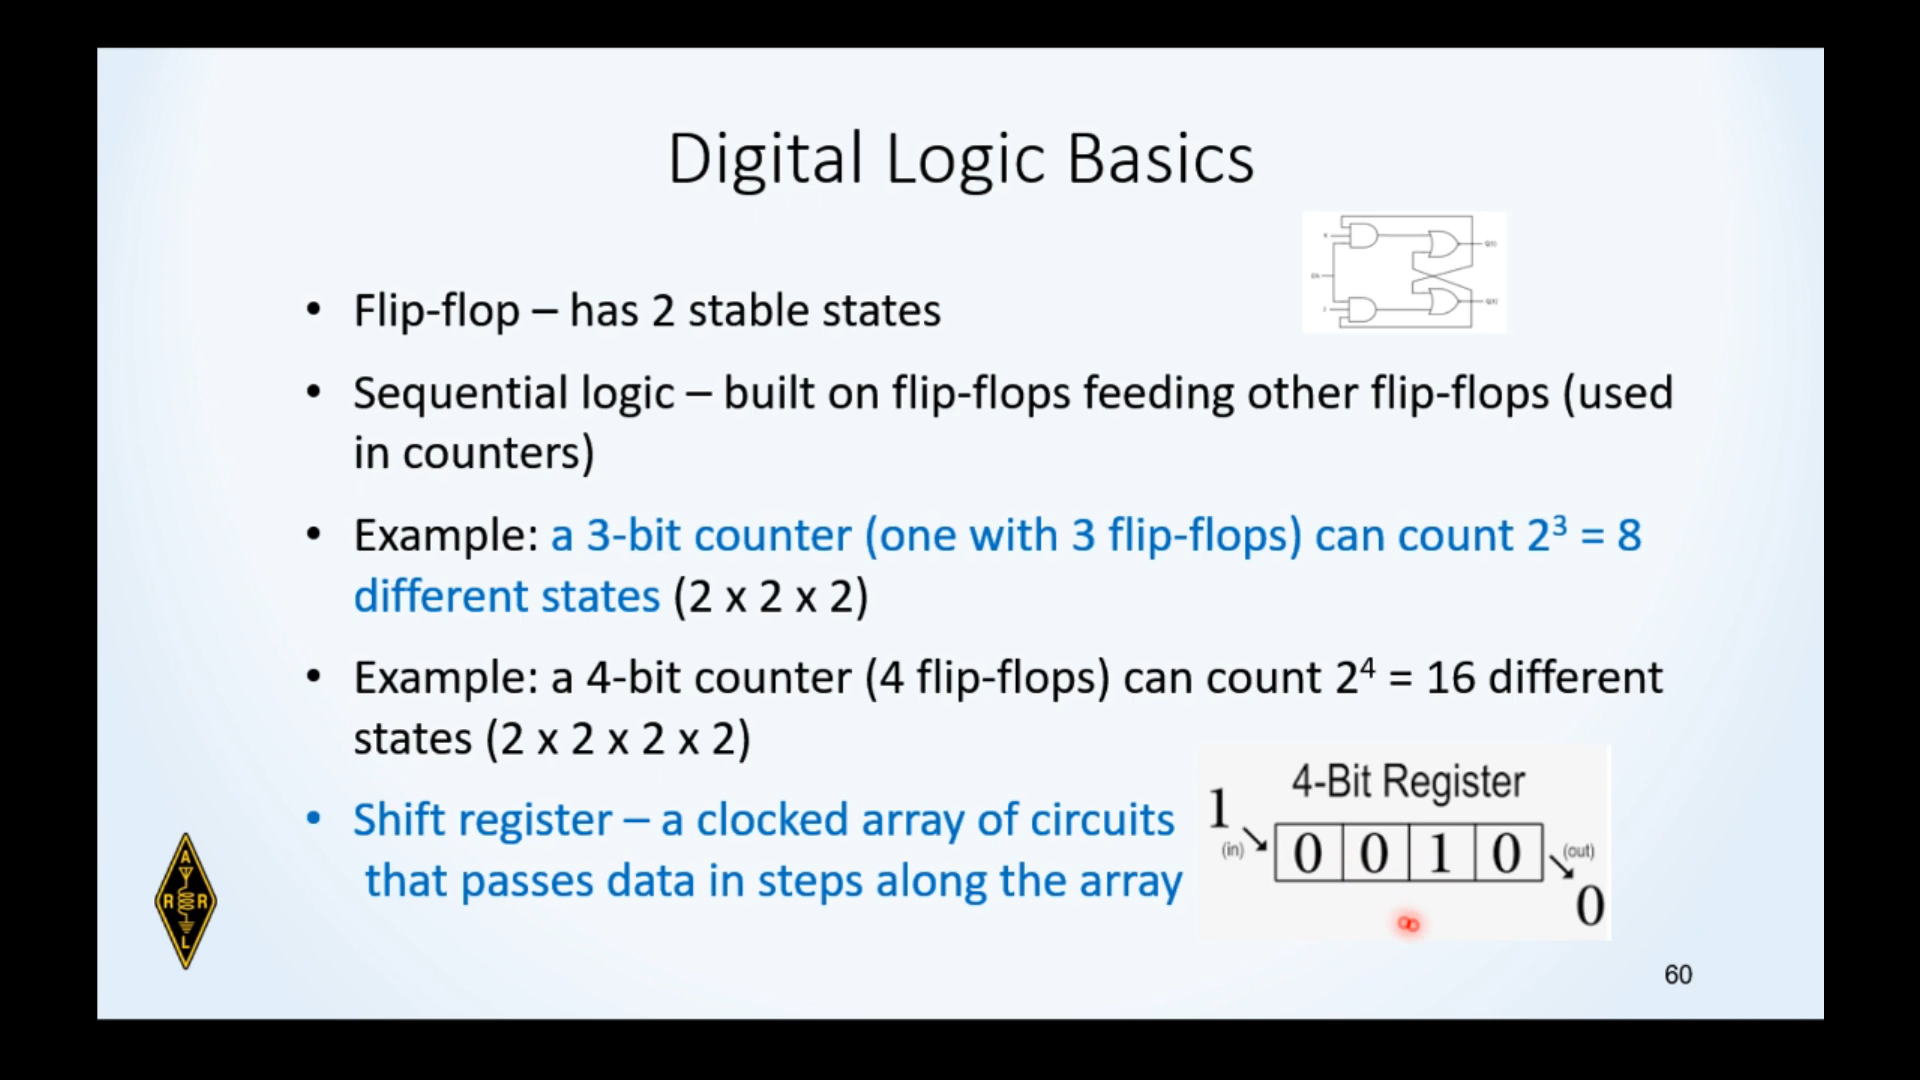 Digital Logic Basics
• Flip-flop – has 2 stable states
• Sequential logic – built on flip-flops feeding other flip-flops (used
in counters)
• Example: a 3-bit counter (one with 3 flip-flops) can count 2³ = 8
different states (2 x 2 x 2)
• Example: a 4-bit counter (4 flip-flops) can count 2⁴ = 16 different
states (2 x 2 x 2 x 2)
• Shift register – a clocked array of circuits
that passes data in steps along the array
4-Bit Register
1
(in)
0 0 1 0
(out)
0
A
R R
L
60